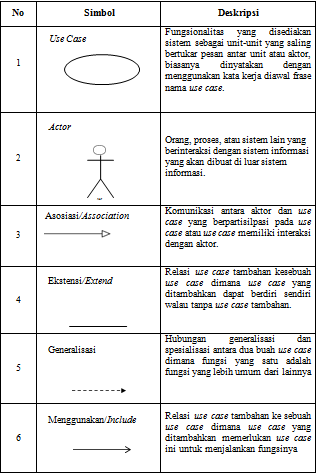 No Simbol Deskripsi
1
Use Case
Fungsionalitas yang disediakan
sistem sebagai unit-unit yang saling
bertukar pesan antar unit atau aktor,
biasanya dinyatakan dengan
menggunakan kata kerja diawal frase
nama use case.
2
Actor
Orang, proses, atau sistem lain yang
berinteraksi dengan sistem informasi
yang akan dibuat di luar sistem
informasi.
3
Asosiasi/Association
Komunikasi antara aktor dan use
case yang berpartisilpasi pada use
case atau use case memiliki interaksi
dengan aktor.
4
Ekstensi/Extend
Relasi use case tambahan kesebuah
use case dimana use case yang
ditambahkan dapat berdiri sendiri
walau tanpa use case tambahan.
5
Generalisasi
Hubungan generalisasi dan
spesialisasi antara dua buah use case
dimana fungsi yang satu adalah
fungsi yang lebih umum dari lainnya
6
Menggunakan/Include
Relasi use case tambahan ke sebuah
use case dimana use case yang
ditambahkan memerlukan use case
ini untuk menjalankan fungsinya